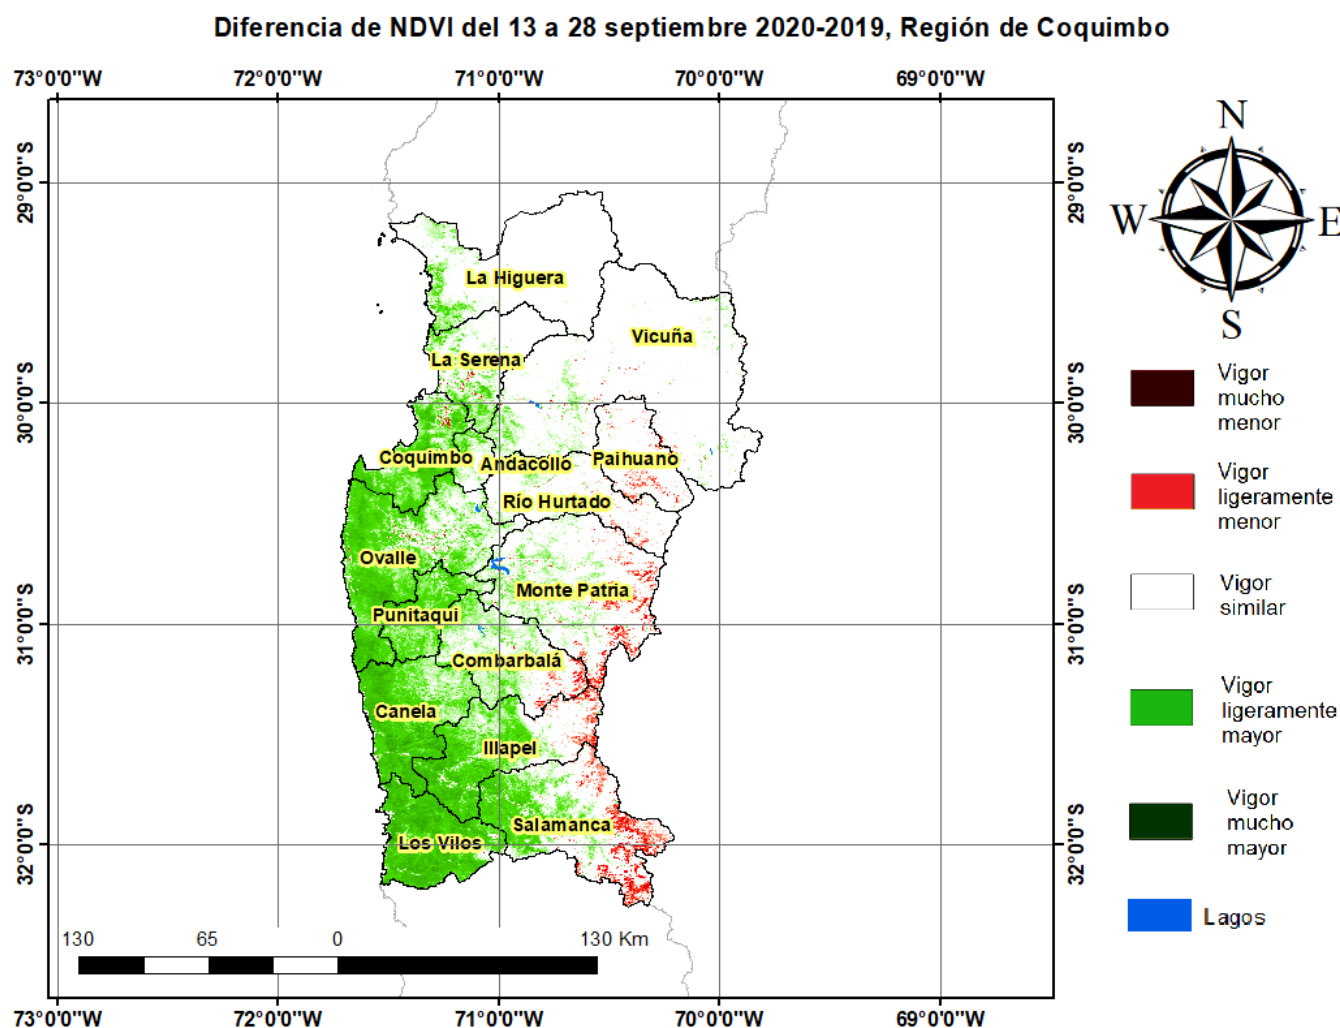 Diferencia de NDVI del 13 a 28 septiembre 2020-2019, Región de Coquimbo
73°0'0"W 72°0'0"W 71°0'0"W 70°0'0"W 69°0'0"W
29°0'0"S 29°0'0"S
30°0'0"S 30°0'0"S
31°0'0"S 31°0'0"S
32°0'0"S 32°0'0"S
La Higuera
Vicuña
La Serena
Coquimbo
Andacollo
Paihuano
Río Hurtado
Ovalle
Monte Patria
Punitaqui
Combarbalá
Canela
Illapel
Salamanca
Los Vilos
130 65 0 130 Km
73°0'0"W 72°0'0"W 71°0'0"W 70°0'0"W 69°0'0"W
N
W E
S
Vigor
mucho
menor
Vigor
ligeramente
menor
Vigor
similar
Vigor
ligeramente
mayor
Vigor
mucho
mayor
Lagos